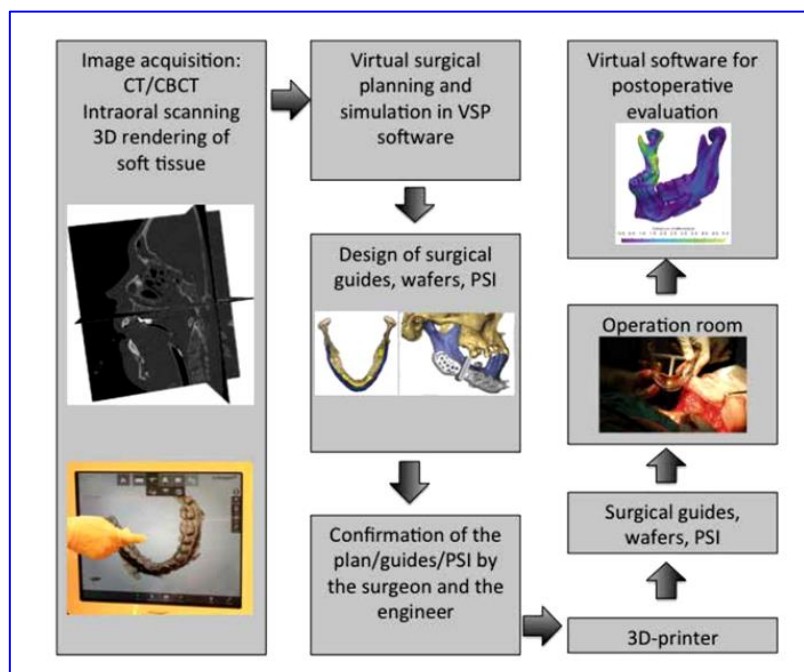 Image acquisition:
CT/CBCT
Intraoral scanning
3D rendering of
soft tissue
Virtual surgical
planning and
simulation in VSP
software
Design of surgical
guides, wafers, PSI
Confirmation of the
plan/guides/PSI by
the surgeon and the
engineer
3D-printer
Surgical guides,
wafers, PSI
Operation room
Virtual software for
postoperative
evaluation